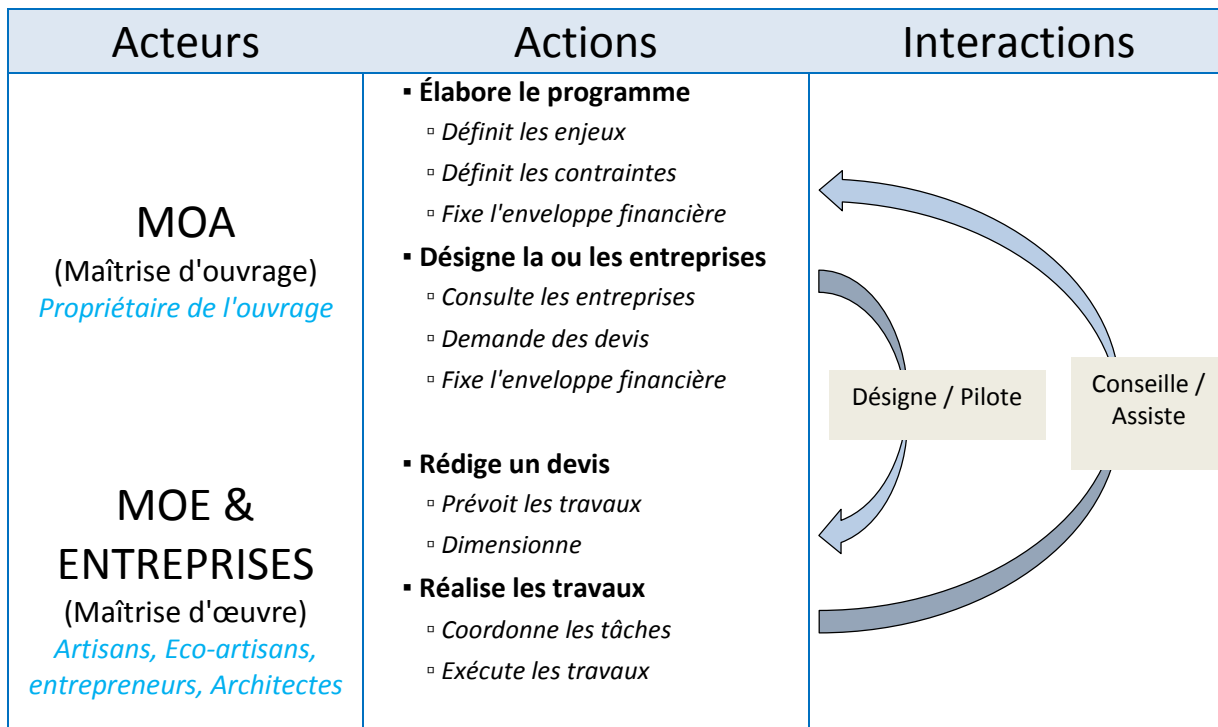 Acteurs
Actions
Interactions
MOA
(Maîtrise d'ouvrage)
Propriétaire de l'ouvrage
▪ Élabore le programme
▫ Définit les enjeux
▫ Définit les contraintes
▫ Fixe l'enveloppe financière
▪ Désigne la ou les entreprises
▫ Consulte les entreprises
▫ Demande des devis
▫ Fixe l'enveloppe financière
Désigne / Pilote
Conseille /
Assiste
MOE &
ENTREPRISES
(Maîtrise d'œuvre)
Artisans, Eco-artisans,
entrepreneurs, Architectes
▪ Rédige un devis
▫ Prévoit les travaux
▫ Dimensionne
▪ Réalise les travaux
▫ Coordonne les tâches
▫ Exécute les travaux